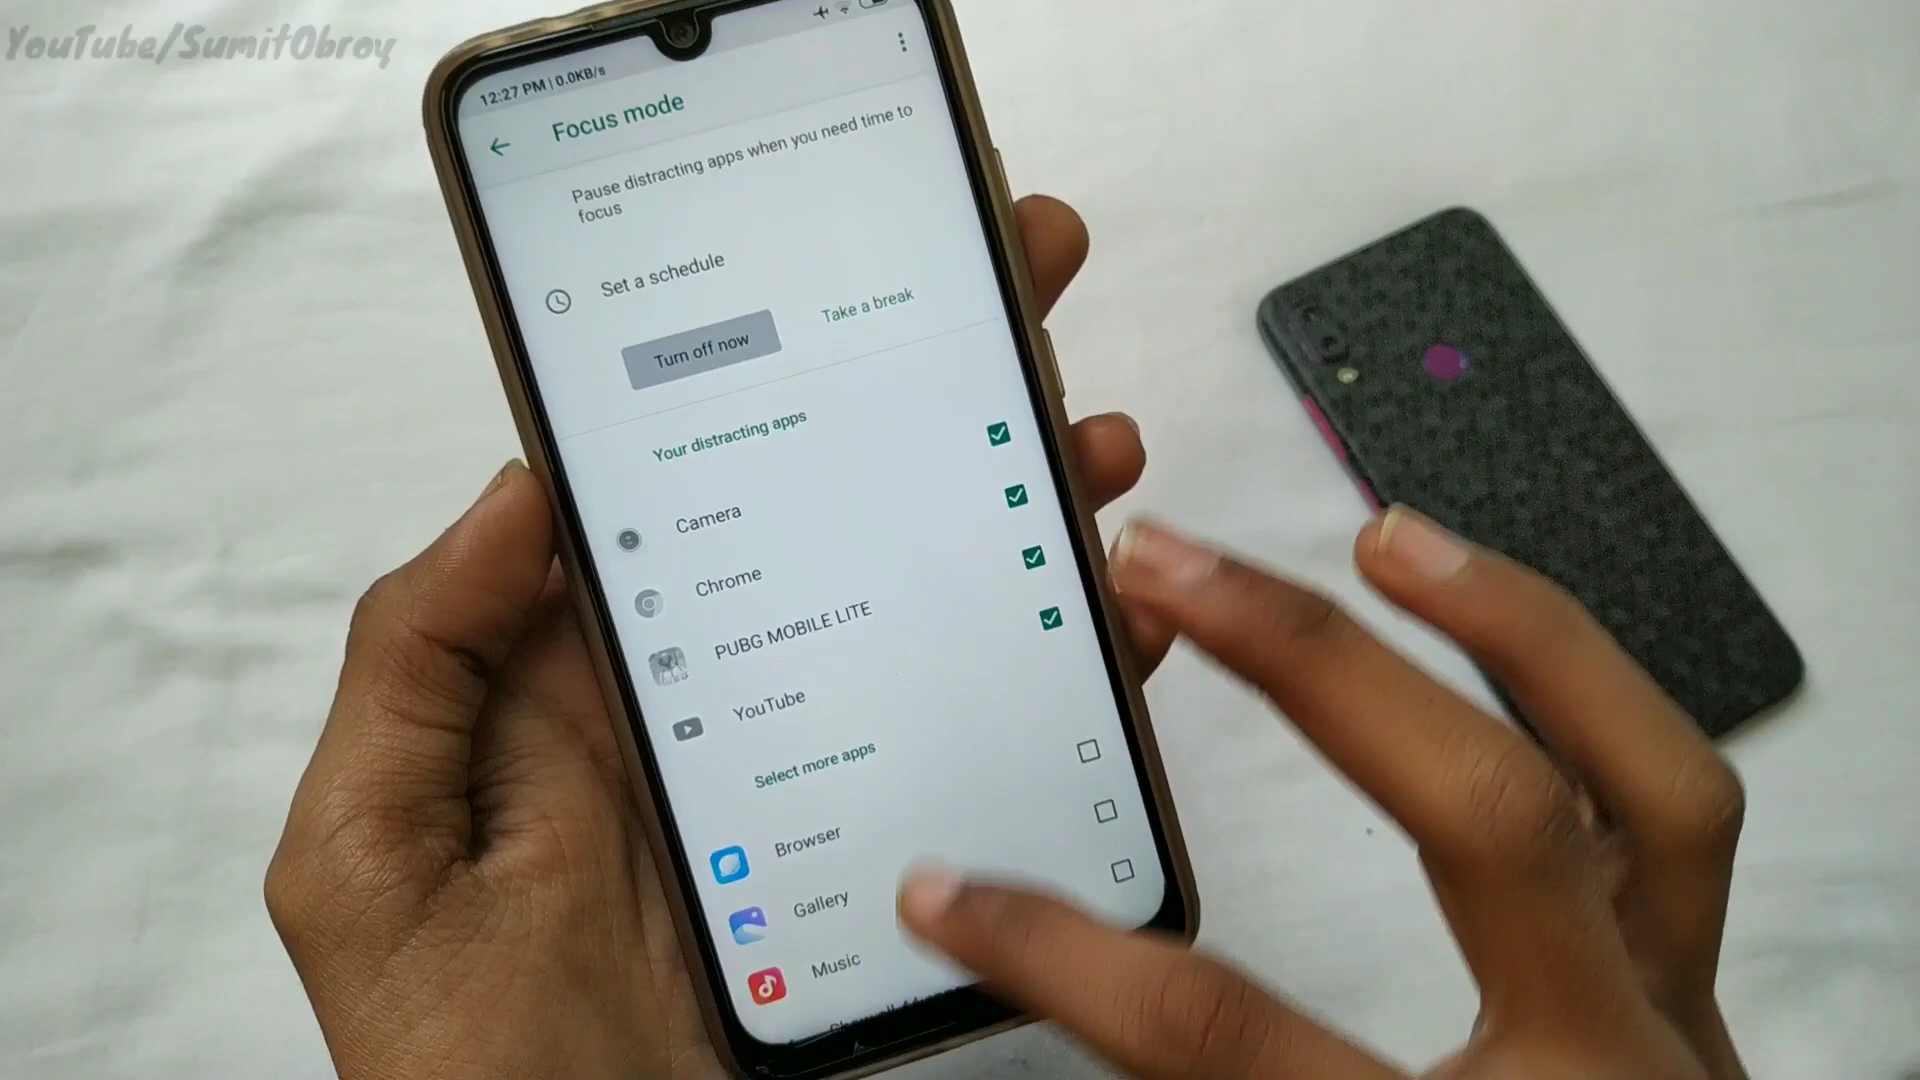 YouTube/SumitObroy
12:27 PM | 0.0KB/s
Focus mode
Pause distracting apps when you need time to
focus
Set a schedule
Turn off now
Take a break
Your distracting apps
Camera
Chrome
PUBG MOBILE LITE
YouTube
Select more apps
Browser
Gallery
Music